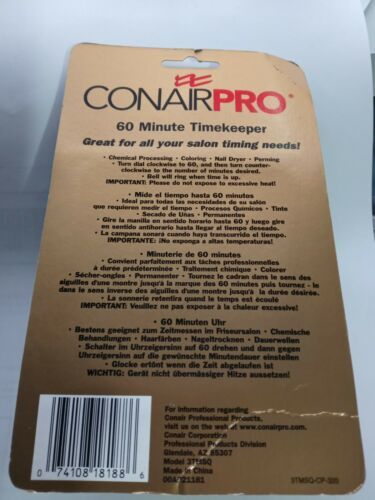 CONAIRPRO®
60 Minute Timekeeper
Great for all your salon timing needs!
• Chemical Processing • Coloring • Nail Dryer • Perming
• Turn dial clockwise to 60, and then turn counter-
clockwise to the number of minutes desired.
• Bell will ring when time is up.
IMPORTANT: Please do not expose to excessive heat!
• Mide el tiempo hasta 60 minutos
• Ideal para todas las necesidades de su salón
que requieren medir el tiempo • Procesos Quimicos • Tinte
• Secado de Uñas • Permanentes
• Gire la manilla en sentido horario hasta 60 y luego gire
en sentido antihorario hasta llegar al tiempo deseado.
• La campana sonará cuando haya transcurrido el tiempo.
IMPORTANTE: ¡No exponga a altas temperaturas!
• Minuterie de 60 minutes
• Convient parfaitement aux tâches professionnelles
à durée prédéterminée • Traitement chimique • Colorer
• Sécher-ongles • Permanenter • Tournez le cadran dans le sens des
aiguilles d'une montre jusqu'à la marque des 60 minutes puis tournez - le
dans le sens inverse des aiguilles d'une montre jusqu'à la durée désirée.
• La sonnerie retentira quand le temps est écoulé
IMPORTANT: Veuillez ne pas exposer à la chaleur excessive!
• 60 Minuten Uhr
• Bestens geeignet zum Zeitmessen im Friseursalon • Chemische
Behandlungen • Haarfärben • Nageltrocknen • Dauerwellen
• Schalter im Uhrzeigersinn auf 60 drehen und dann gegen
Uhrzeigersinn auf die gewünschte Minutendauer einstellen
• Glocke ertönt wenn die Zeit abgelaufen ist
WICHTIG: Gerät nicht übermässiger Hitze aussetzen!
For information regarding
Conair Professional Products,
visit us on the web at www.conairpro.com.
Conair Corporation
Professional Products Division
Glendale, AZ 85307
Model 3TMSQ
Made in China
0 74108 18188 6